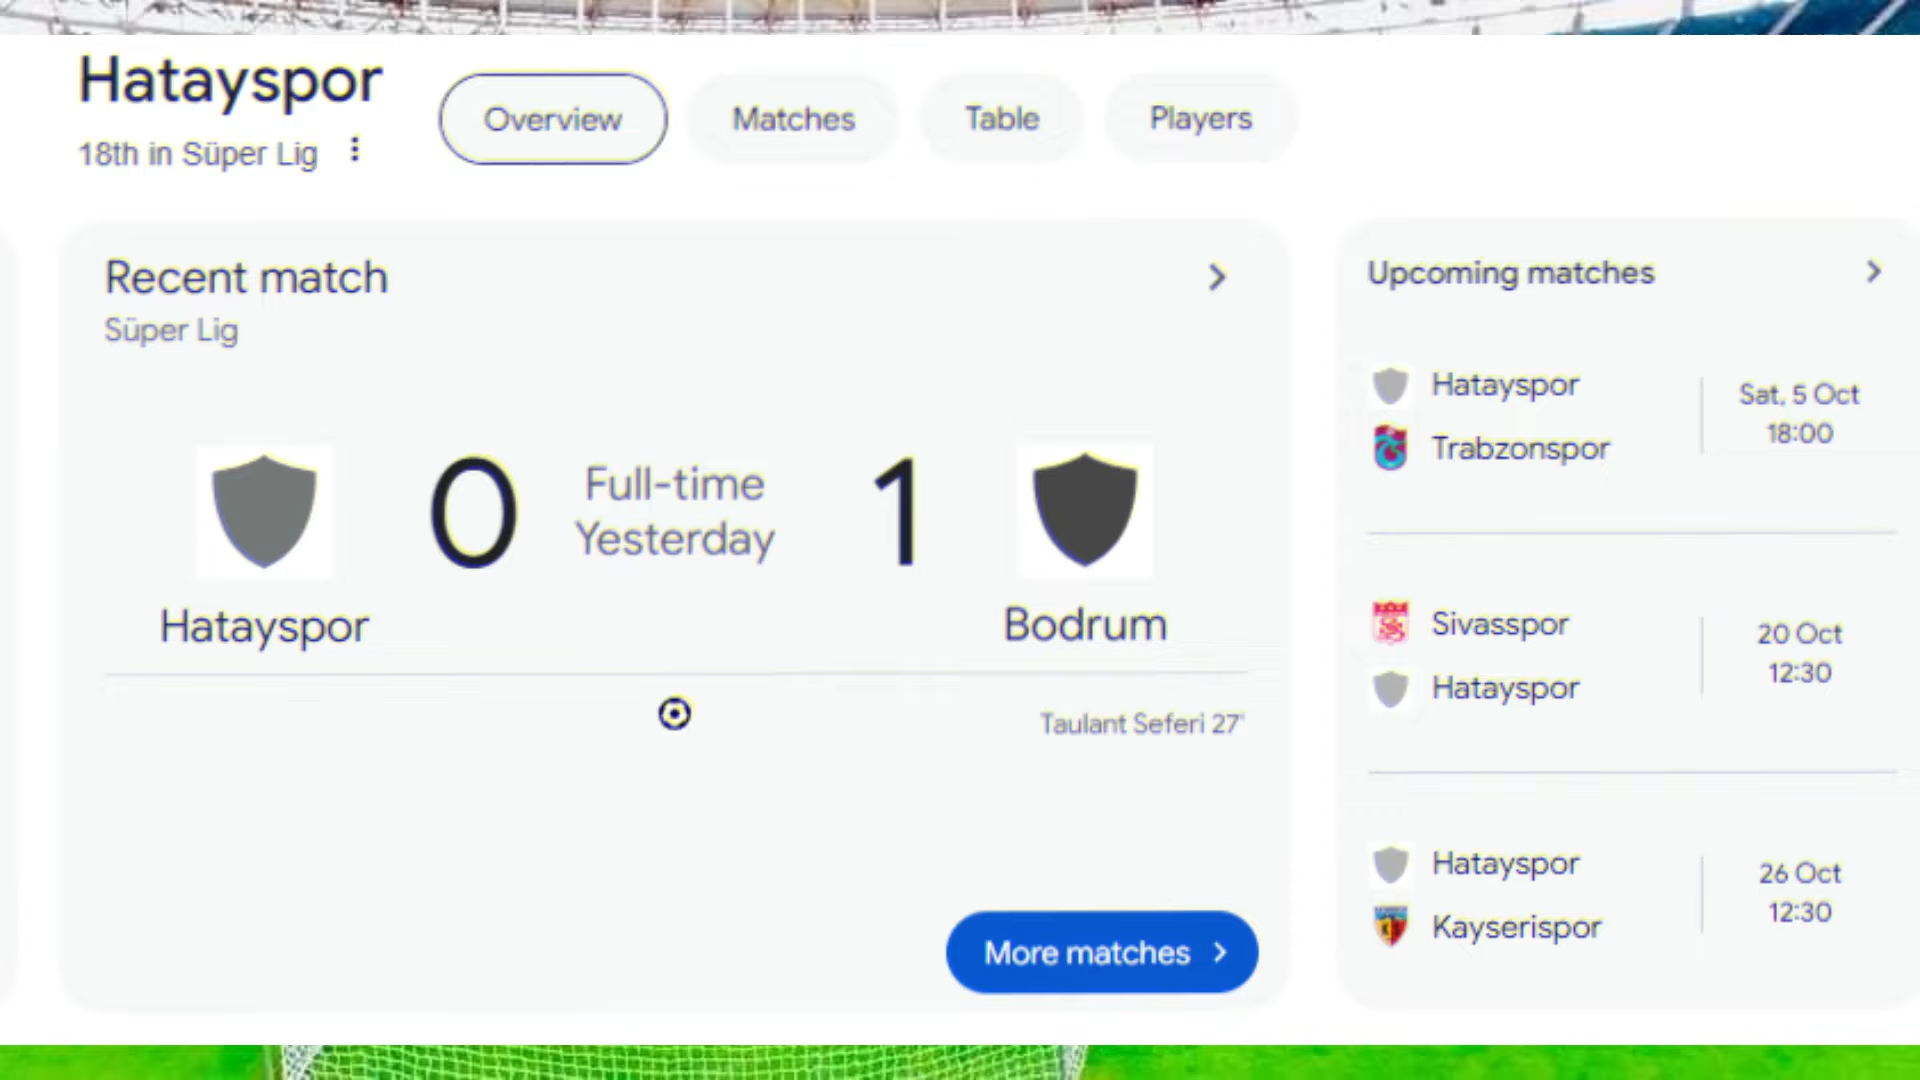 Hatayspor
18th in Süper Lig
Overview
Matches
Table
Players
Recent match
Süper Lig
Hatayspor
0
Full-time
Yesterday
1
Bodrum
Taulant Seferi 27'
More matches
Upcoming matches
Hatayspor
Trabzonspor
Sat, 5 Oct
18:00
Sivasspor
Hatayspor
20 Oct
12:30
Hatayspor
Kayserispor
26 Oct
12:30